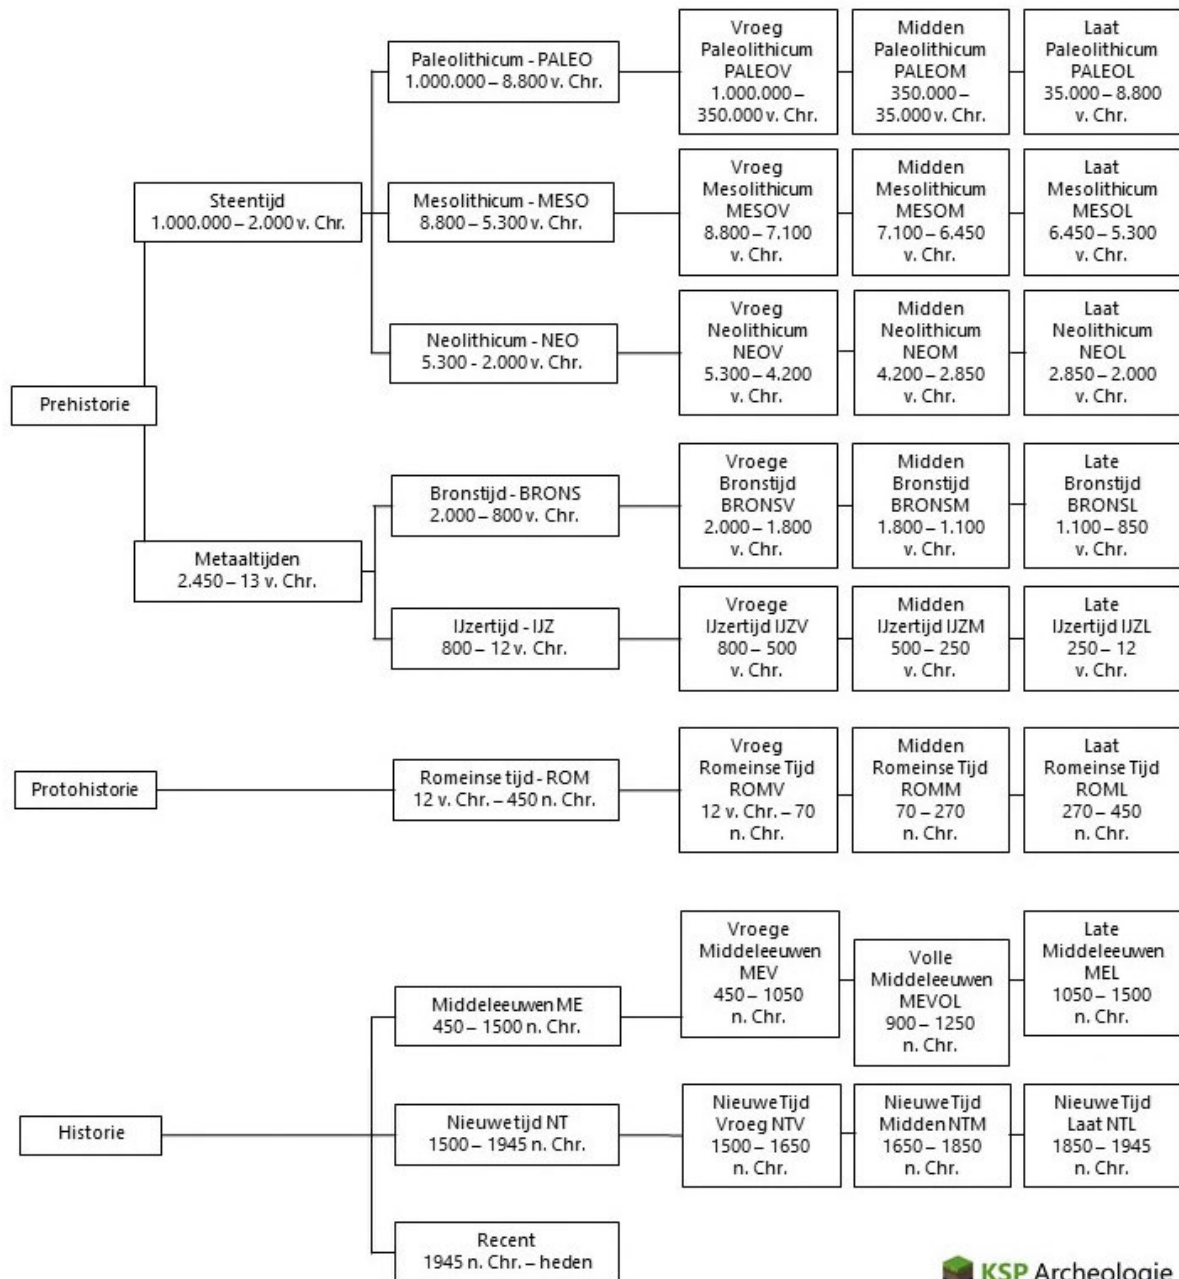 Paleolithicum - PALEO
1.000.000 – 8.800 v. Chr.
Vroeg
Paleolithicum
PALEOV
1.000.000 –
350.000 v. Chr.
Midden
Paleolithicum
PALEOM
350.000 –
35.000 v. Chr.
Laat
Paleolithicum
PALEOL
35.000 – 8.800
v. Chr.
Steentijd
1.000.000 – 2.000 v. Chr.
Mesolithicum - MESO
8.800 – 5.300 v. Chr.
Vroeg
Mesolithicum
MESOV
8.800 – 7.100
v. Chr.
Midden
Mesolithicum
MESOM
7.100 – 6.450
v. Chr.
Laat
Mesolithicum
MESOL
6.450 – 5.300
v. Chr.
Neolithicum - NEO
5.300 - 2.000 v. Chr.
Vroeg
Neolithicum
NEOV
5.300 – 4.200
v. Chr.
Midden
Neolithicum
NEOM
4.200 – 2.850
v. Chr.
Laat
Neolithicum
NEOL
2.850 – 2.000
v. Chr.
Prehistorie
Bronstijd - BRONS
2.000 – 800 v. Chr.
Vroege
Bronstijd
BRONSV
2.000 – 1.800
v. Chr.
Midden
Bronstijd
BRONSM
1.800 – 1.100
v. Chr.
Late
Bronstijd
BRONSL
1.100 – 850
v. Chr.
Metaaltijden
2.450 – 13 v. Chr.
IJzertijd - IJZ
800 – 12 v. Chr.
Vroege
IJzertijd IJZV
800 – 500
v. Chr.
Midden
IJzertijd IJZM
500 – 250
v. Chr.
Late
IJzertijd IJZL
250 – 12
v. Chr.
Protohistorie
Romeinse tijd - ROM
12 v. Chr. – 450 n. Chr.
Vroeg
Romeinse Tijd
ROMV
12 v. Chr. – 70
n. Chr.
Midden
Romeinse Tijd
ROMM
70 – 270
n. Chr.
Laat
Romeinse Tijd
ROML
270 – 450
n. Chr.
Middeleeuwen ME
450 – 1500 n. Chr.
Vroege
Middeleeuwen
MEV
450 – 1050
n. Chr.
Volle
Middeleeuwen
MEVOL
900 – 1250
n. Chr.
Late
Middeleeuwen
MEL
1050 – 1500
n. Chr.
Historie
Nieuwe tijd NT
1500 – 1945 n. Chr.
Nieuwe Tijd
Vroeg NTV
1500 – 1650
n. Chr.
Nieuwe Tijd
Midden NTM
1650 – 1850
n. Chr.
Nieuwe Tijd
Laat NTL
1850 – 1945
n. Chr.
Recent
1945 n. Chr. – heden
KSP Archeologie